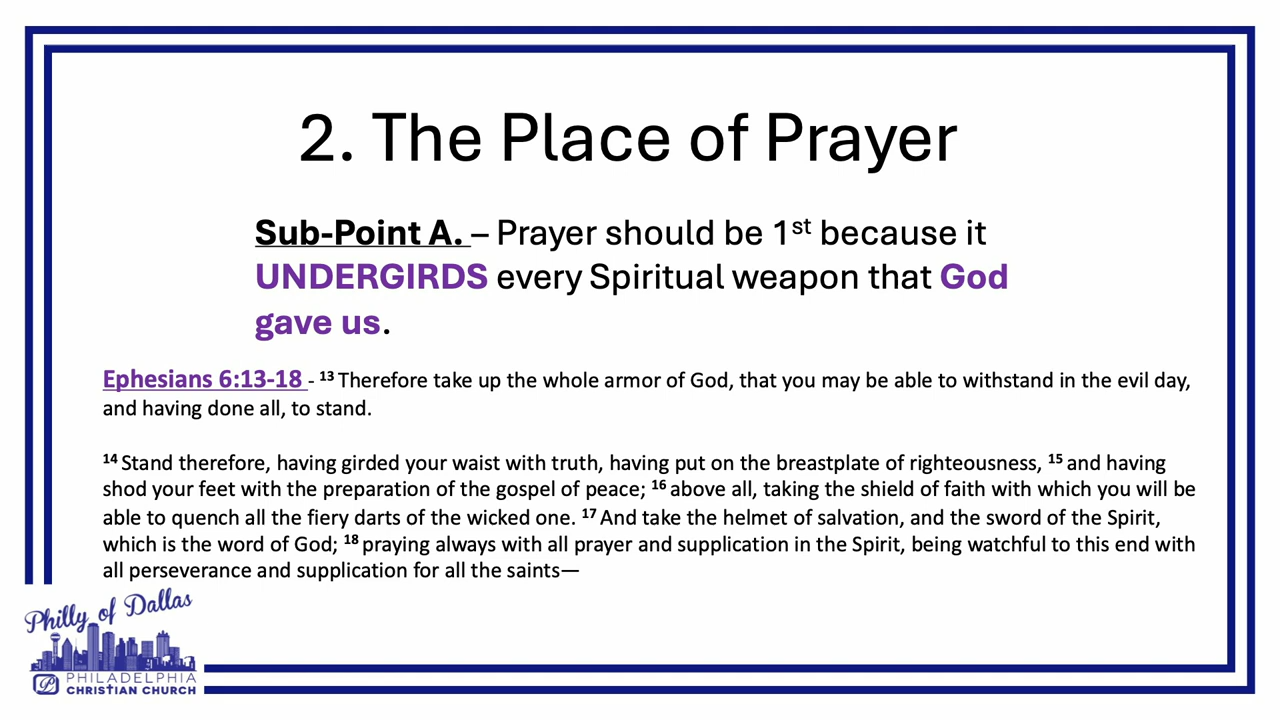 2. The Place of Prayer
Sub-Point A. – Prayer should be 1st because it
UNDERGIRDS every Spiritual weapon that God
gave us.
Ephesians 6:13-18 - 13 Therefore take up the whole armor of God, that you may be able to withstand in the evil day,
and having done all, to stand.
14 Stand therefore, having girded your waist with truth, having put on the breastplate of righteousness, 15 and having
shod your feet with the preparation of the gospel of peace; 16 above all, taking the shield of faith with which you will be
able to quench all the fiery darts of the wicked one. 17 And take the helmet of salvation, and the sword of the Spirit,
which is the word of God; 18 praying always with all prayer and supplication in the Spirit, being watchful to this end with
all perseverance and supplication for all the saints—
Philly of Dallas
P PHILADELPHIA
CHRISTIAN CHURCH